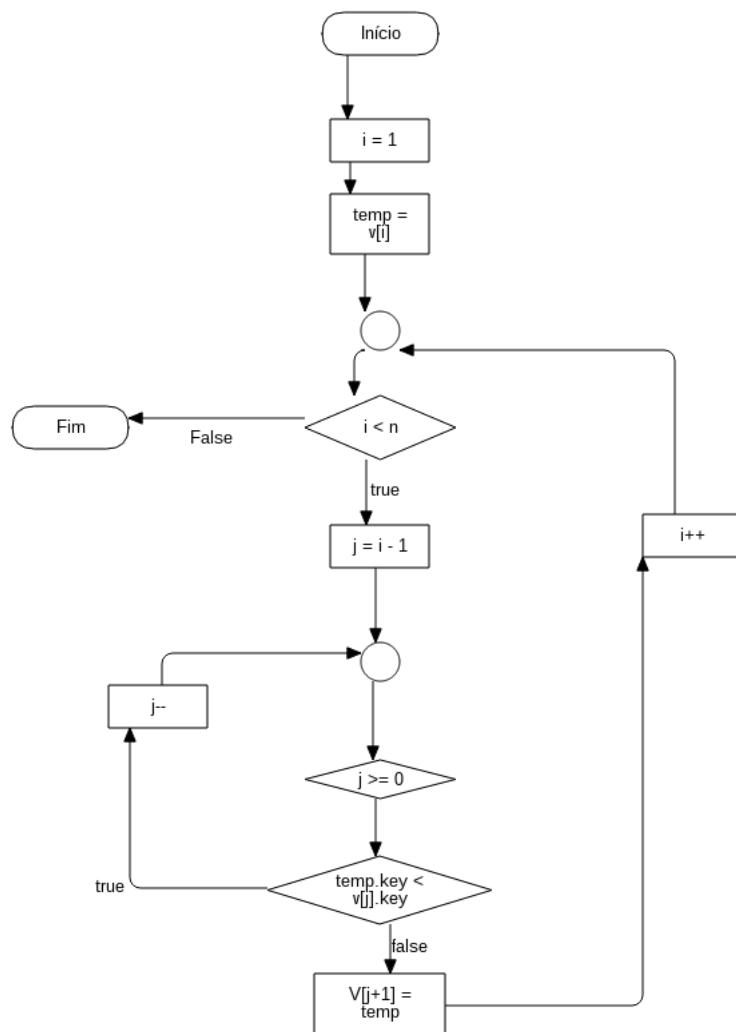 Início
i = 1
temp =
v[i]
i < n
Fim
False
true
j = i - 1
i++
j--
j >= 0
temp.key <
v[j].key
true
false
V[j+1] =
temp